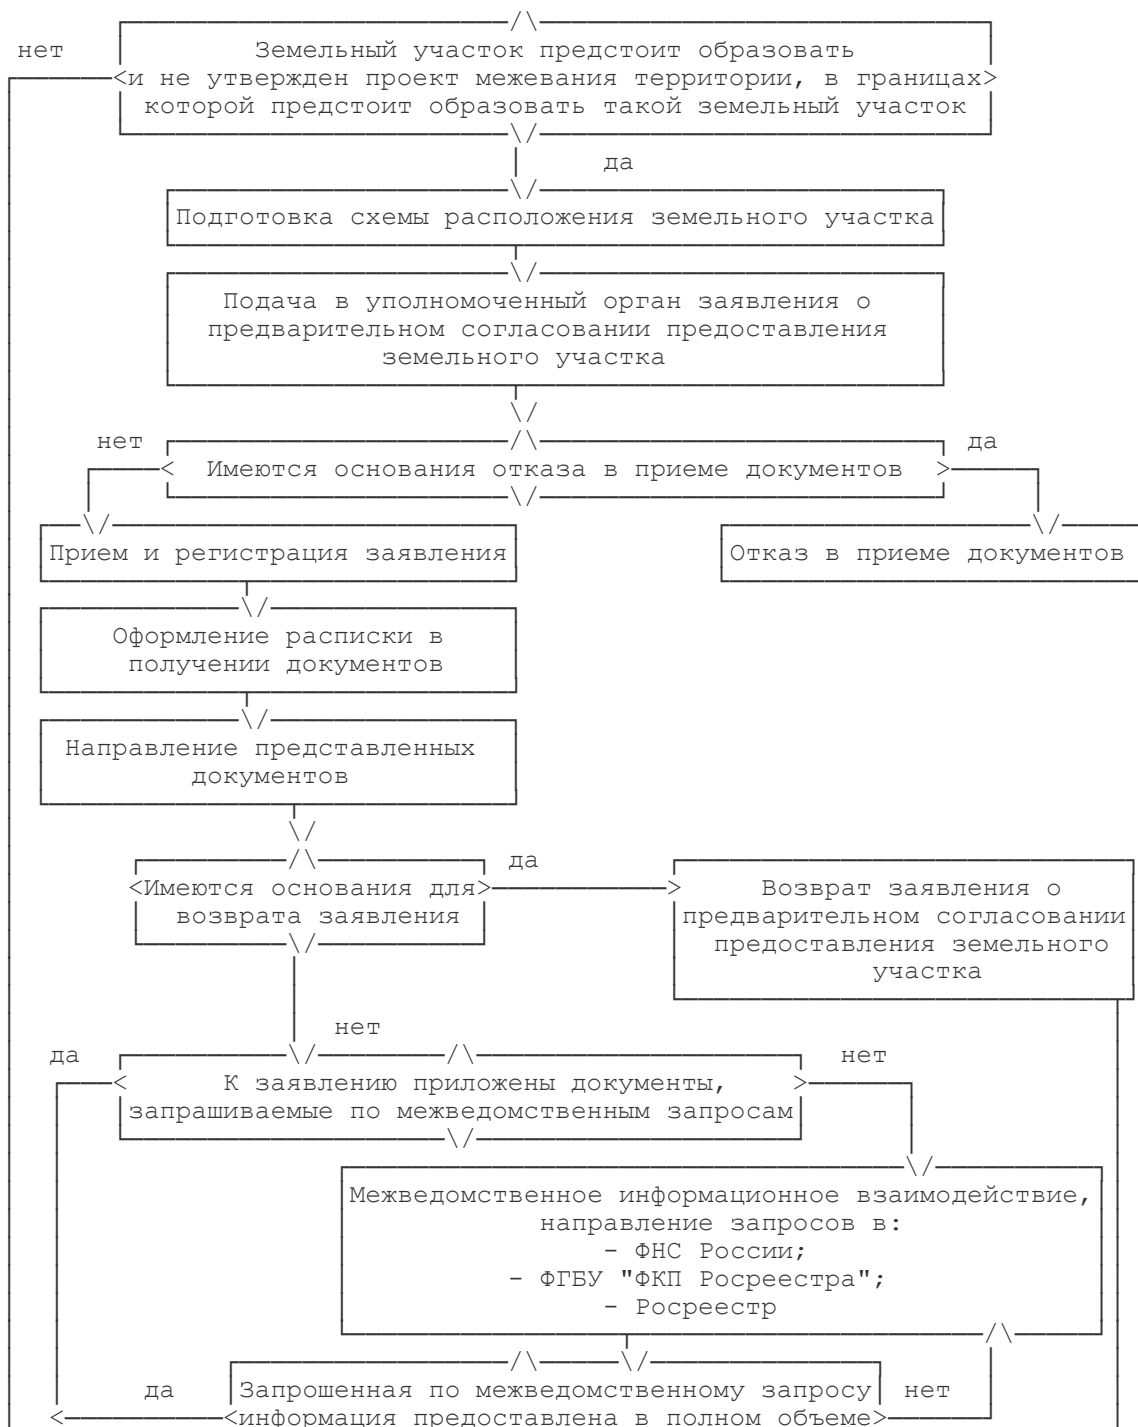 нет
Земельный участок предстоит образовать
и не утвержден проект межевания территории, в границах
которой предстоит образовать такой земельный участок
да
Подготовка схемы расположения земельного участка
Подача в уполномоченный орган заявления о
предварительном согласовании предоставления
земельного участка
нет
да
Имеются основания отказа в приеме документов
Прием и регистрация заявления
Отказ в приеме документов
Оформление расписки в
получении документов
Направление представленных
документов
да
Имеются основания для
возврата заявления
Возврат заявления о
предварительном согласовании
предоставления земельного
участка
нет
да
нет
К заявлению приложены документы,
запрашиваемые по межведомственным запросам
Межведомственное информационное взаимодействие,
направление запросов в:
- ФНС России;
- ФГБУ "ФКП Росреестра";
- Росреестр
да
Запрошенная по межведомственному запросу
нет
информация предоставлена в полном объеме